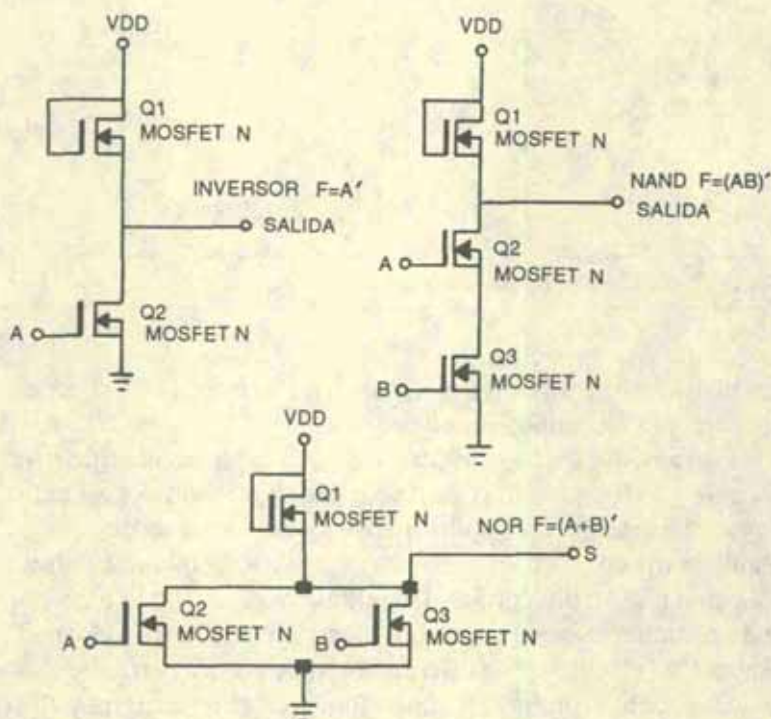 VDD
Q1
MOSFET N
INVERSOR F=A'
SALIDA
A
Q2
MOSFET N
VDD
Q1
MOSFET N
NAND F=(AB)'
SALIDA
A
Q2
MOSFET N
B
Q3
MOSFET N
VDD
Q1
MOSFET N
NOR F=(A+B)'
S
A
Q2
MOSFET N
B
Q3
MOSFET N